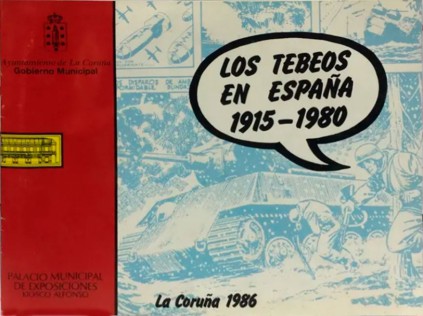 Ayuntamiento de La Coruña
Gobierno Municipal
LOS TEBEOS
EN ESPAÑA
1915-1980
PALACIO MUNICIPAL
DE EXPOSICIONES
KIOSCO ALFONSO
La Coruña 1986